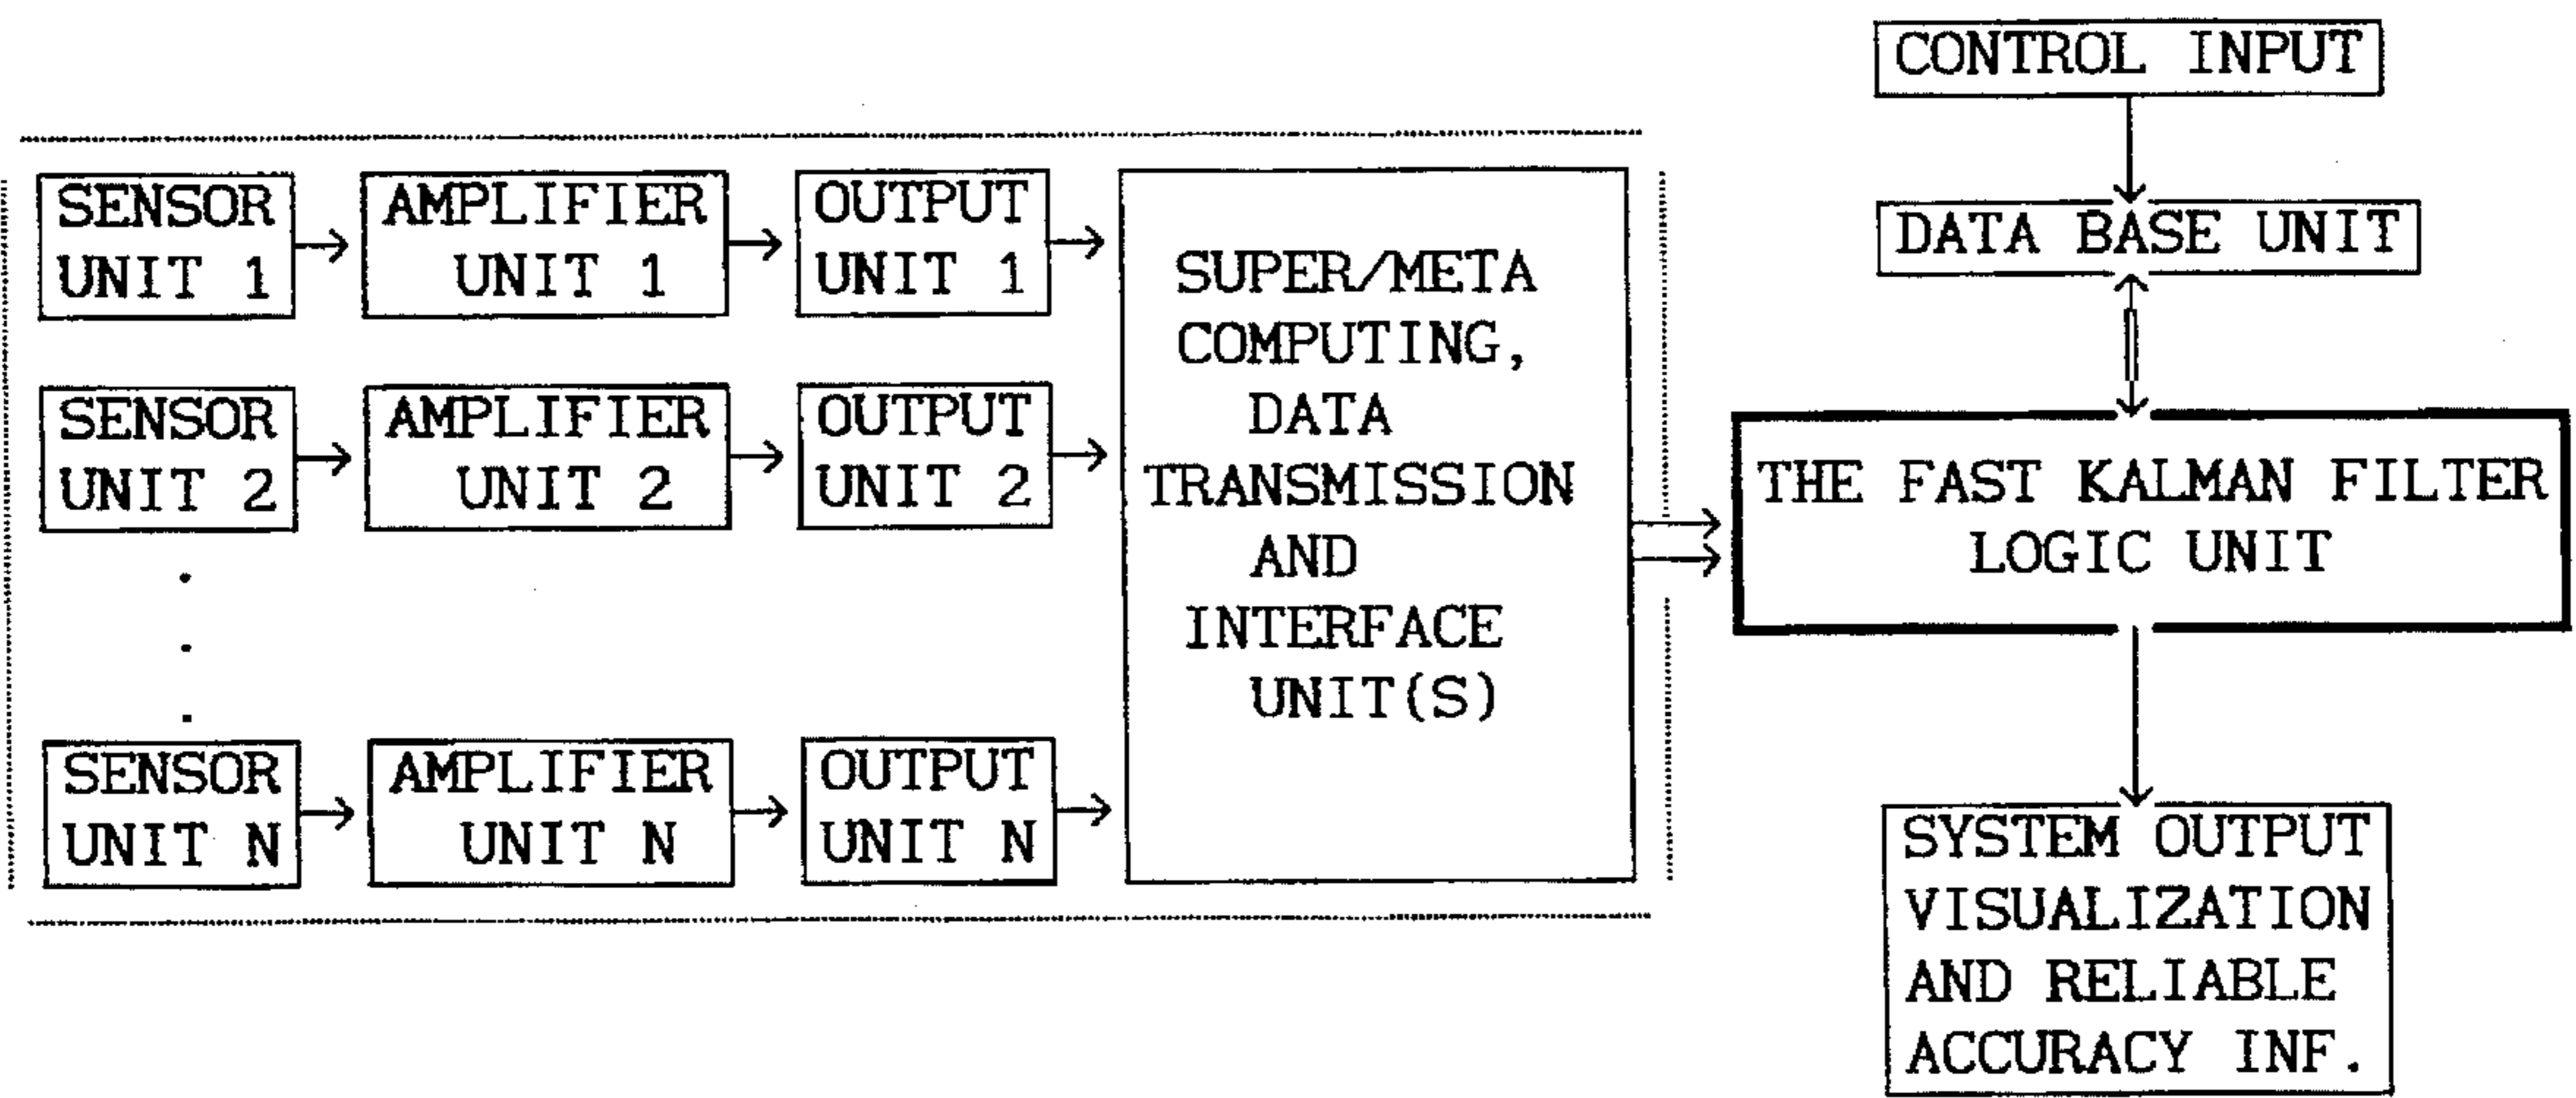 CONTROL INPUT
DATA BASE UNIT
SENSOR
UNIT 1
AMPLIFIER
UNIT 1
OUTPUT
UNIT 1
SENSOR
UNIT 2
AMPLIFIER
UNIT 2
OUTPUT
UNIT 2
SENSOR
UNIT N
AMPLIFIER
UNIT N
OUTPUT
UNIT N
SUPER/META
COMPUTING,
DATA
TRANSMISSION
AND
INTERFACE
UNIT(S)
THE FAST KALMAN FILTER
LOGIC UNIT
SYSTEM OUTPUT
VISUALIZATION
AND RELIABLE
ACCURACY INF.